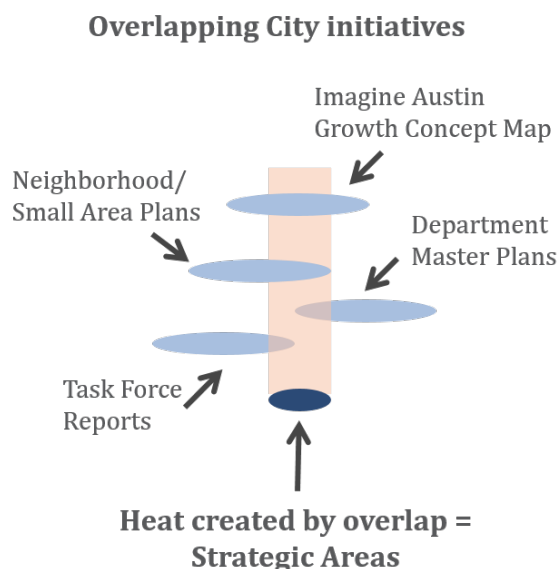 Overlapping City initiatives
Imagine Austin
Growth Concept Map
Neighborhood/
Small Area Plans
Department
Master Plans
Task Force
Reports
Heat created by overlap =
Strategic Areas